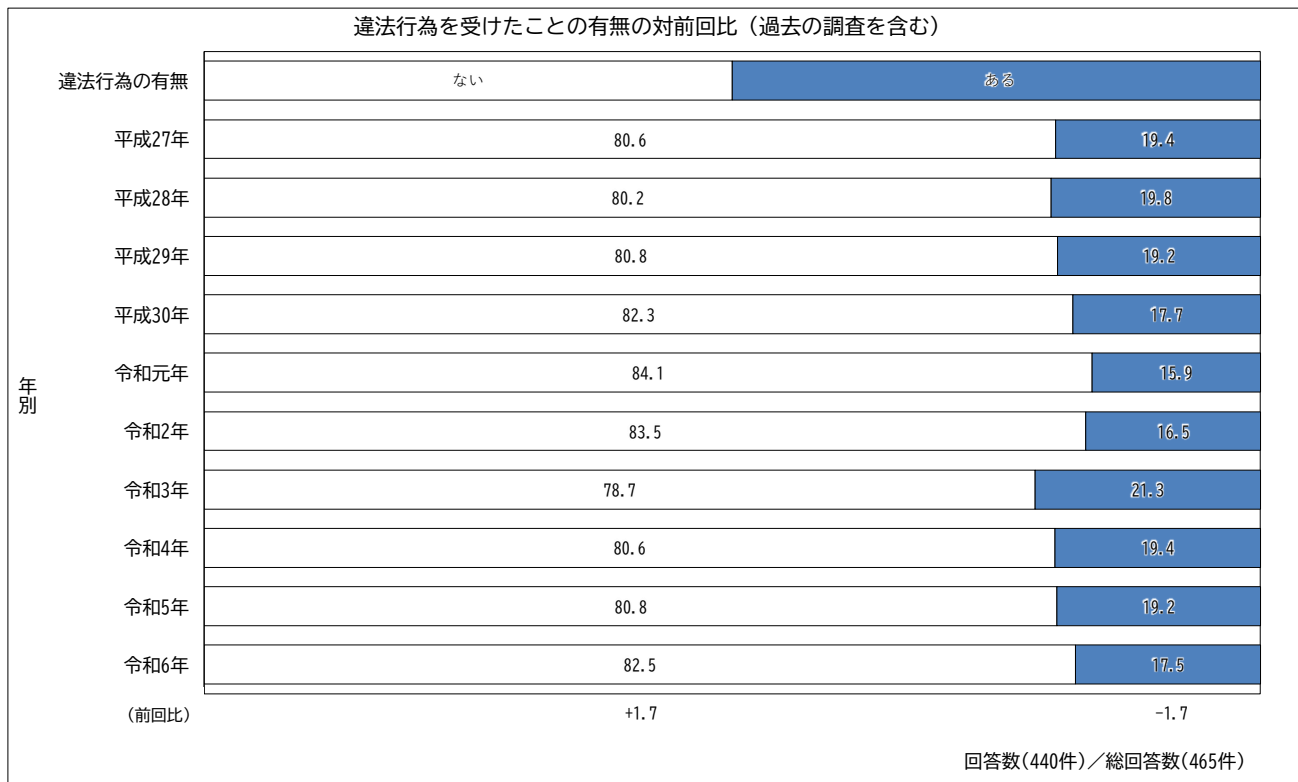 違法行為を受けたことの有無の対前回比（過去の調査を含む）
違法行為の有無 ない ある
平成27年 80.6 19.4
平成28年 80.2 19.8
平成29年 80.8 19.2
平成30年 82.3 17.7
令和元年 84.1 15.9
年別
令和2年 83.5 16.5
令和3年 78.7 21.3
令和4年 80.6 19.4
令和5年 80.8 19.2
令和6年 82.5 17.5
(前回比) +1.7 -1.7
回答数(440件)／総回答数(465件)